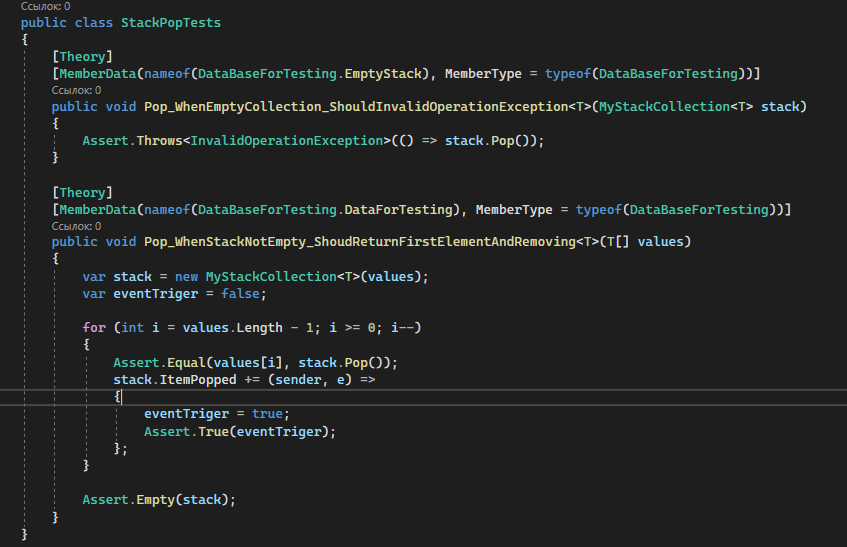 Ссылок: 0
public class StackPopTests
{
[Theory]
[MemberData(nameof(DataBaseForTesting.EmptyStack), MemberType = typeof(DataBaseForTesting))]
Ссылок: 0
public void Pop_WhenEmptyCollection_ShouldInvalidOperationException<T>(MyStackCollection<T> stack)
{
Assert.Throws<InvalidOperationException>(() => stack.Pop());
}
[Theory]
[MemberData(nameof(DataBaseForTesting.DataForTesting), MemberType = typeof(DataBaseForTesting))]
Ссылок: 0
public void Pop_WhenStackNotEmpty_ShoudReturnFirstElementAndRemoving<T>(T[] values)
{
var stack = new MyStackCollection<T>(values);
var eventTriger = false;
for (int i = values.Length - 1; i >= 0; i--)
{
Assert.Equal(values[i], stack.Pop());
stack.ItemPopped += (sender, e) =>
{
eventTriger = true;
Assert.True(eventTriger);
};
}
Assert.Empty(stack);
}
}